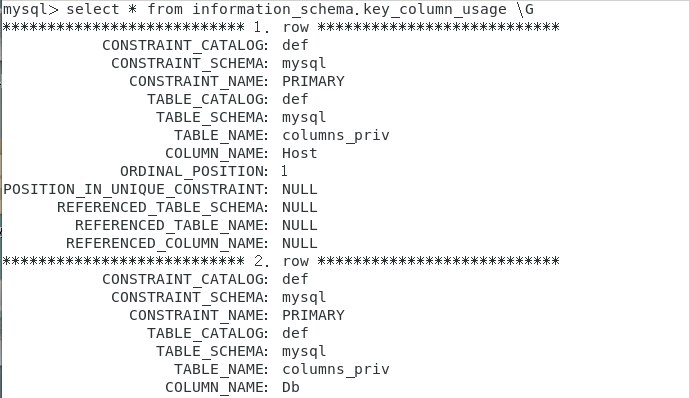 mysql> select * from information_schema.key_column_usage \G
*************************** 1. row ***************************
CONSTRAINT_CATALOG: def
CONSTRAINT_SCHEMA: mysql
CONSTRAINT_NAME: PRIMARY
TABLE_CATALOG: def
TABLE_SCHEMA: mysql
TABLE_NAME: columns_priv
COLUMN_NAME: Host
ORDINAL_POSITION: 1
POSITION_IN_UNIQUE_CONSTRAINT: NULL
REFERENCED_TABLE_SCHEMA: NULL
REFERENCED_TABLE_NAME: NULL
REFERENCED_COLUMN_NAME: NULL
*************************** 2. row ***************************
CONSTRAINT_CATALOG: def
CONSTRAINT_SCHEMA: mysql
CONSTRAINT_NAME: PRIMARY
TABLE_CATALOG: def
TABLE_SCHEMA: mysql
TABLE_NAME: columns_priv
COLUMN_NAME: Db